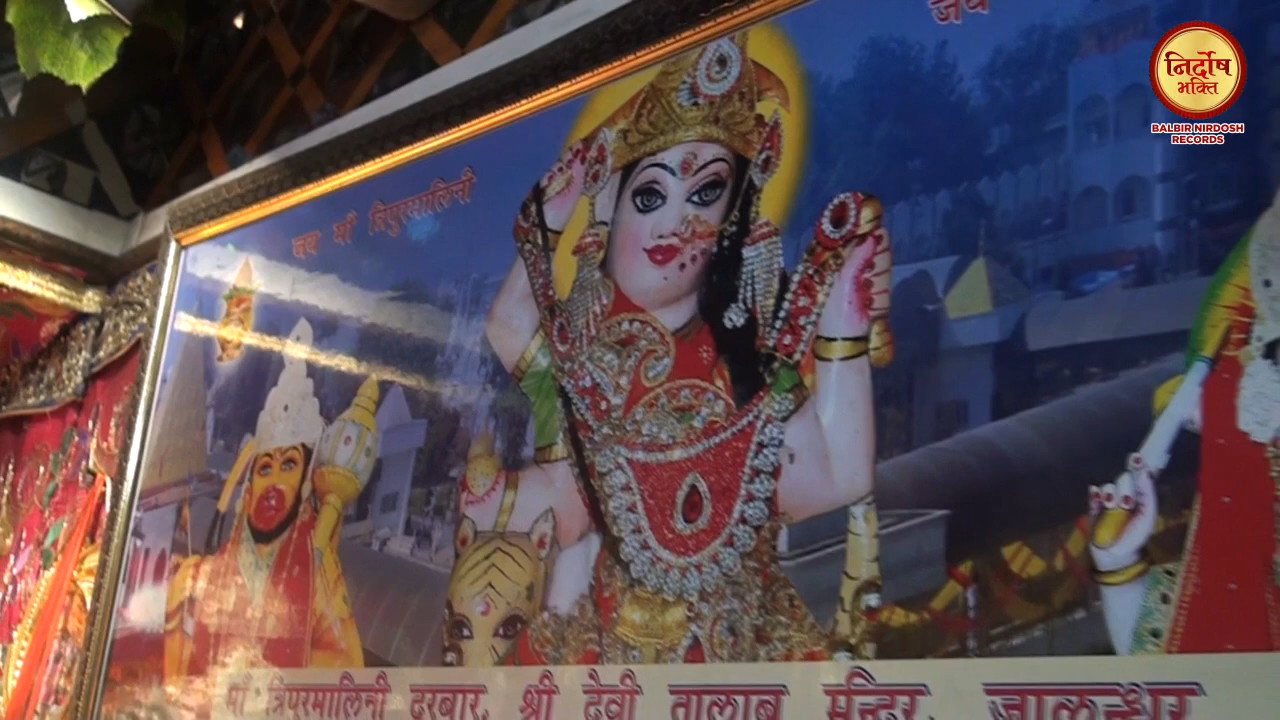 जय
निर्दोष
भक्ति
BALBIR NIRDOSH
RECORDS
जय माँ त्रिपुरमालिनी
माँ त्रिपुरमालिनी दरबार, श्री देवी तालाब मन्दिर, जालन्धर